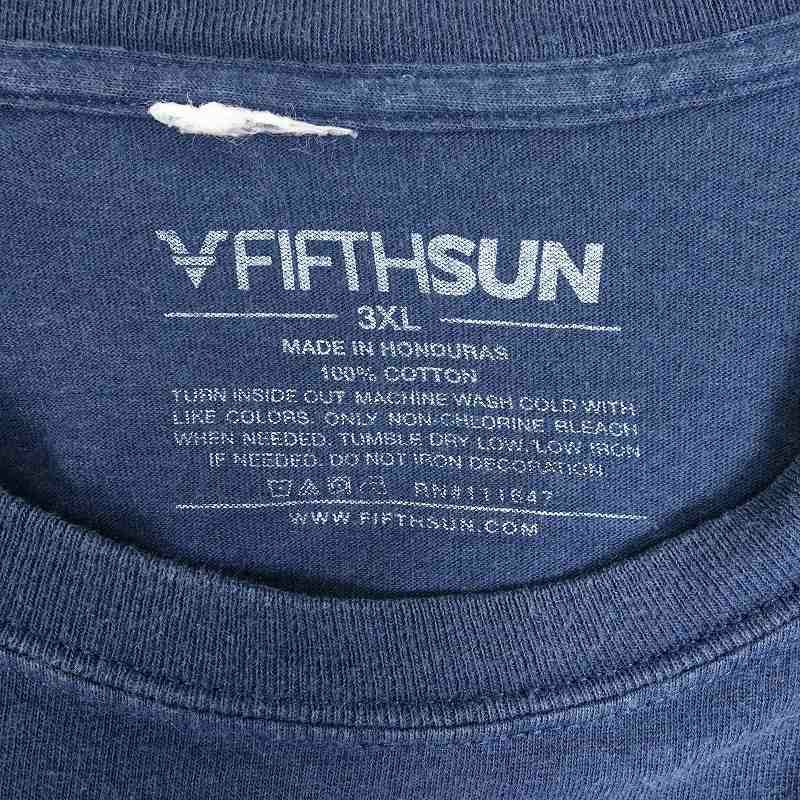 FIFTHSUN
3XL
MADE IN HONDURAS
100% COTTON
TURN INSIDE OUT MACHINE WASH COLD WITH
LIKE COLORS. ONLY NON-CHLORINE BLEACH
WHEN NEEDED. TUMBLE DRY LOW. LOW IRON
IF NEEDED. DO NOT IRON DECORATION
RN#111647
WWW.FIFTHSUN.COM